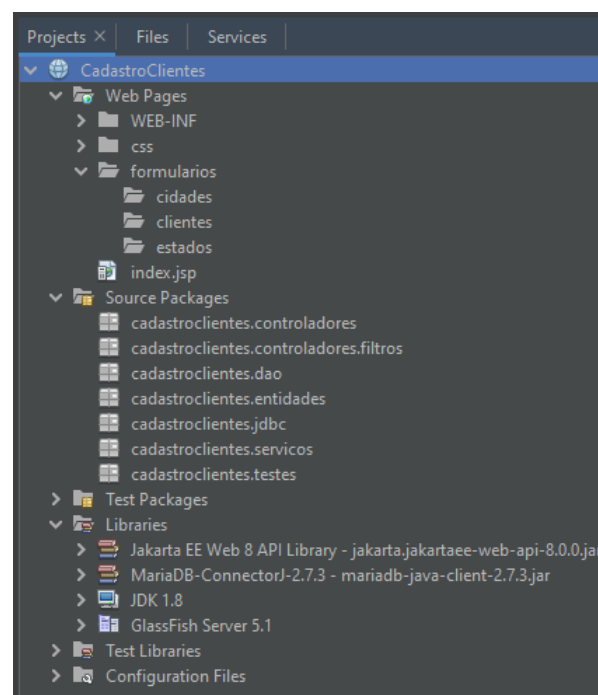 Projects × Files Services
CadastroClientes
Web Pages
WEB-INF
css
formularios
cidades
clientes
estados
index.jsp
Source Packages
cadastroclientes.controladores
cadastroclientes.controladores.filtros
cadastroclientes.dao
cadastroclientes.entidades
cadastroclientes.jdbc
cadastroclientes.servicos
cadastroclientes.testes
Test Packages
Libraries
Jakarta EE Web 8 API Library - jakarta.jakartaee-web-api-8.0.0.jar
MariaDB-ConnectorJ-2.7.3 - mariadb-java-client-2.7.3.jar
JDK 1.8
GlassFish Server 5.1
Test Libraries
Configuration Files